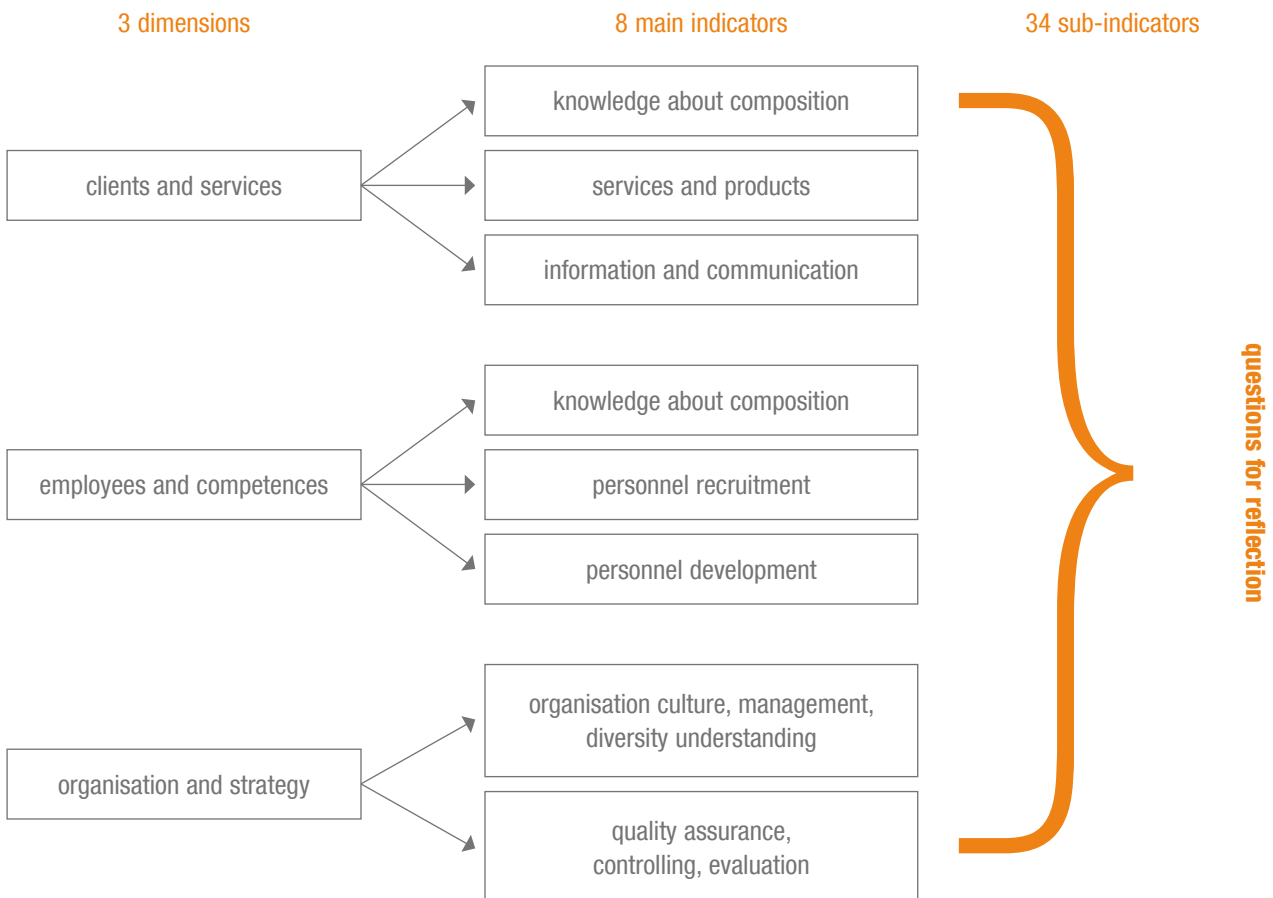 3 dimensions
8 main indicators
34 sub-indicators
clients and services
knowledge about composition
services and products
information and communication
employees and competences
knowledge about composition
personnel recruitment
personnel development
organisation and strategy
organisation culture, management,
diversity understanding
quality assurance,
controlling, evaluation
questions for reflection